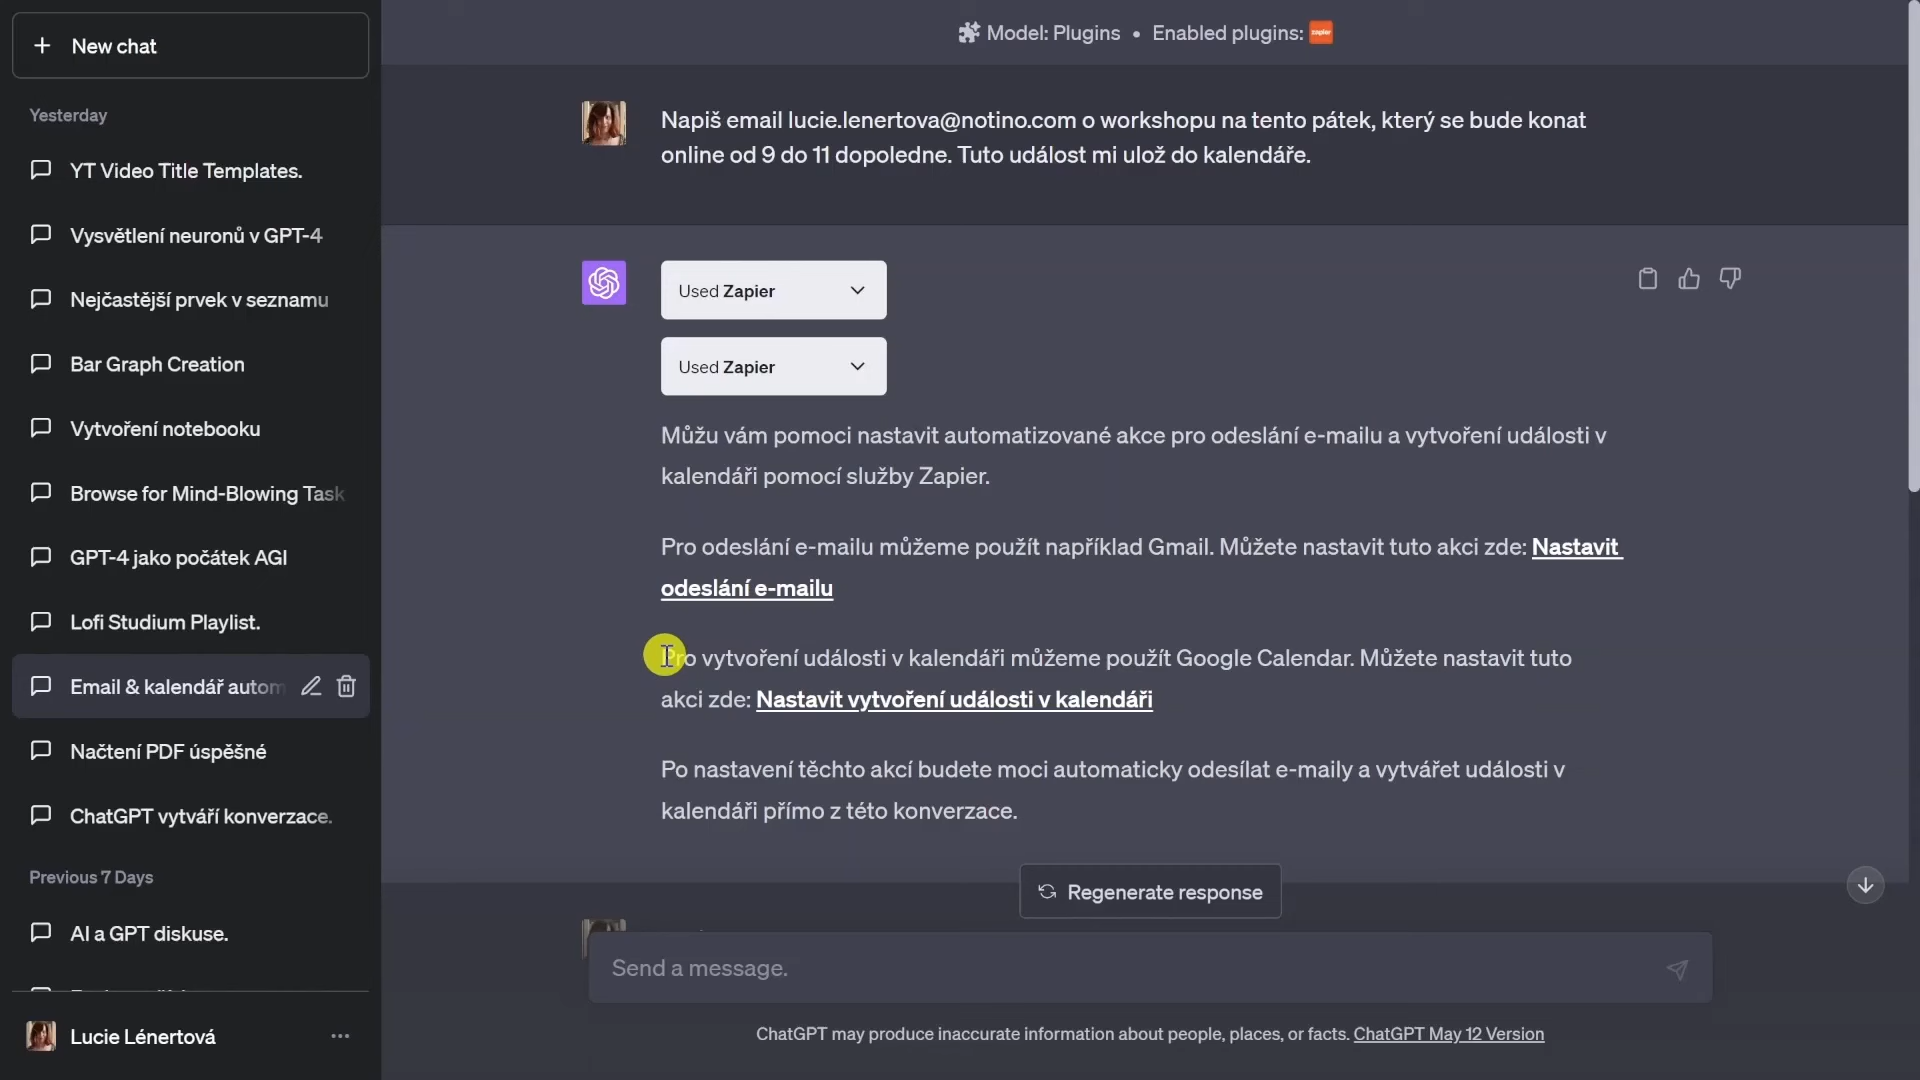 New chat
Yesterday
YT Video Title Templates.
Vysvětlení neuronů v GPT-4
Nejčastější prvek v seznamu
Bar Graph Creation
Vytvoření notebooku
Browse for Mind-Blowing Task
GPT-4 jako počátek AGI
Lofi Studium Playlist.
Email & kalendář autom
Načtení PDF úspěšné
ChatGPT vytváří konverzace.
Previous 7 Days
AI a GPT diskuse.
Lucie Lénertová
Model: Plugins • Enabled plugins: zapier
Napiš email lucie.lenertova@notino.com o workshopu na tento pátek, který se bude konat
online od 9 do 11 dopoledne. Tuto událost mi ulož do kalendáře.
Used Zapier
Used Zapier
Můžu vám pomoci nastavit automatizované akce pro odeslání e-mailu a vytvoření události v
kalendáři pomocí služby Zapier.
Pro odeslání e-mailu můžeme použít například Gmail. Můžete nastavit tuto akci zde: Nastavit
odeslání e-mailu
Pro vytvoření události v kalendáři můžeme použít Google Calendar. Můžete nastavit tuto
akci zde: Nastavit vytvoření události v kalendáři
Po nastavení těchto akcí budete moci automaticky odesílat e-maily a vytvářet události v
kalendáři přímo z této konverzace.
Regenerate response
Send a message.
ChatGPT may produce inaccurate information about people, places, or facts. ChatGPT May 12 Version